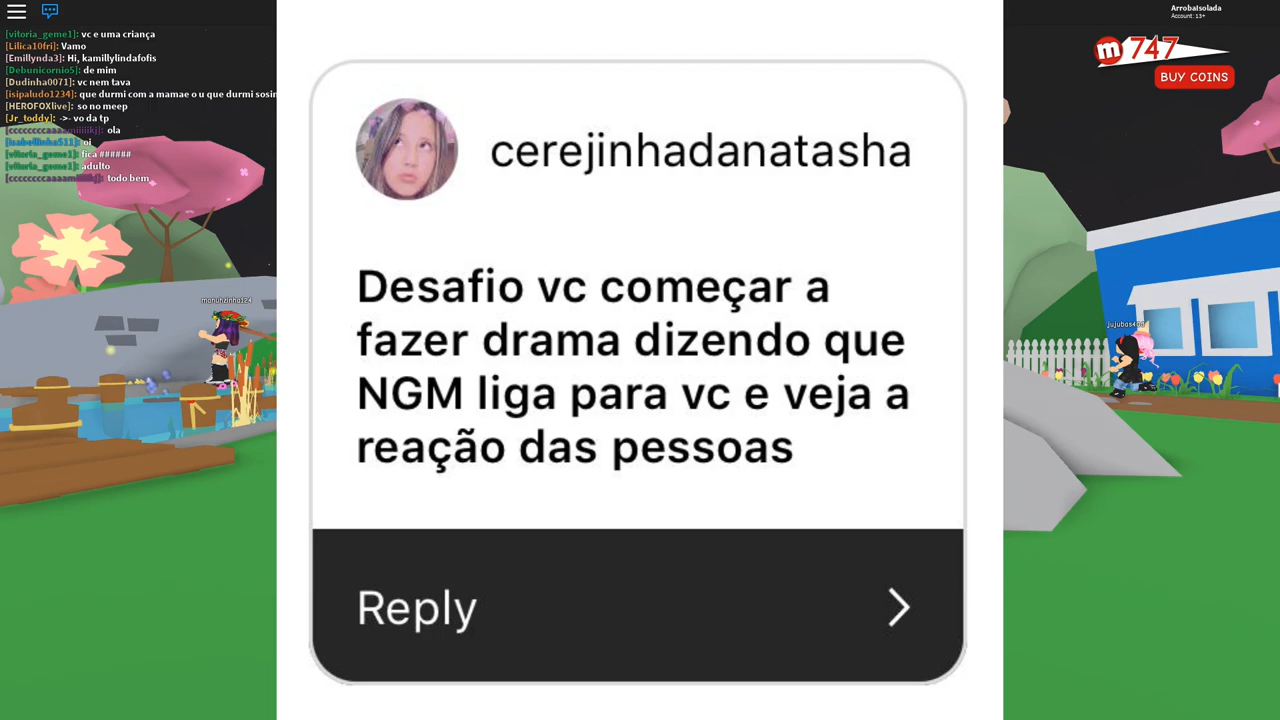 ArrobaIsolada
Account: 13+
[vitoria_geme1]: vc e uma criança
[Lilica10fri]: Vamo
[Emillynda3]: Hi, kamillylindafofis
[Debunicornio5]: de mim
[Dudinha0071]: vc nem tava
[isipaludo1234]: que durmi com a mamae o u que durmi sosin
[HEROFOXlive]: so no meep
[Jr_toddy]: ->- vo da tp
ola
[isabellinha511]: oi
[vitoria_geme1]: fica ######
[vitoria_geme1]: adulto
todo bem
m 747
BUY COINS
cerejinhadanatasha
Desafio vc começar a
fazer drama dizendo que
NGM liga para vc e veja a
reação das pessoas
Reply